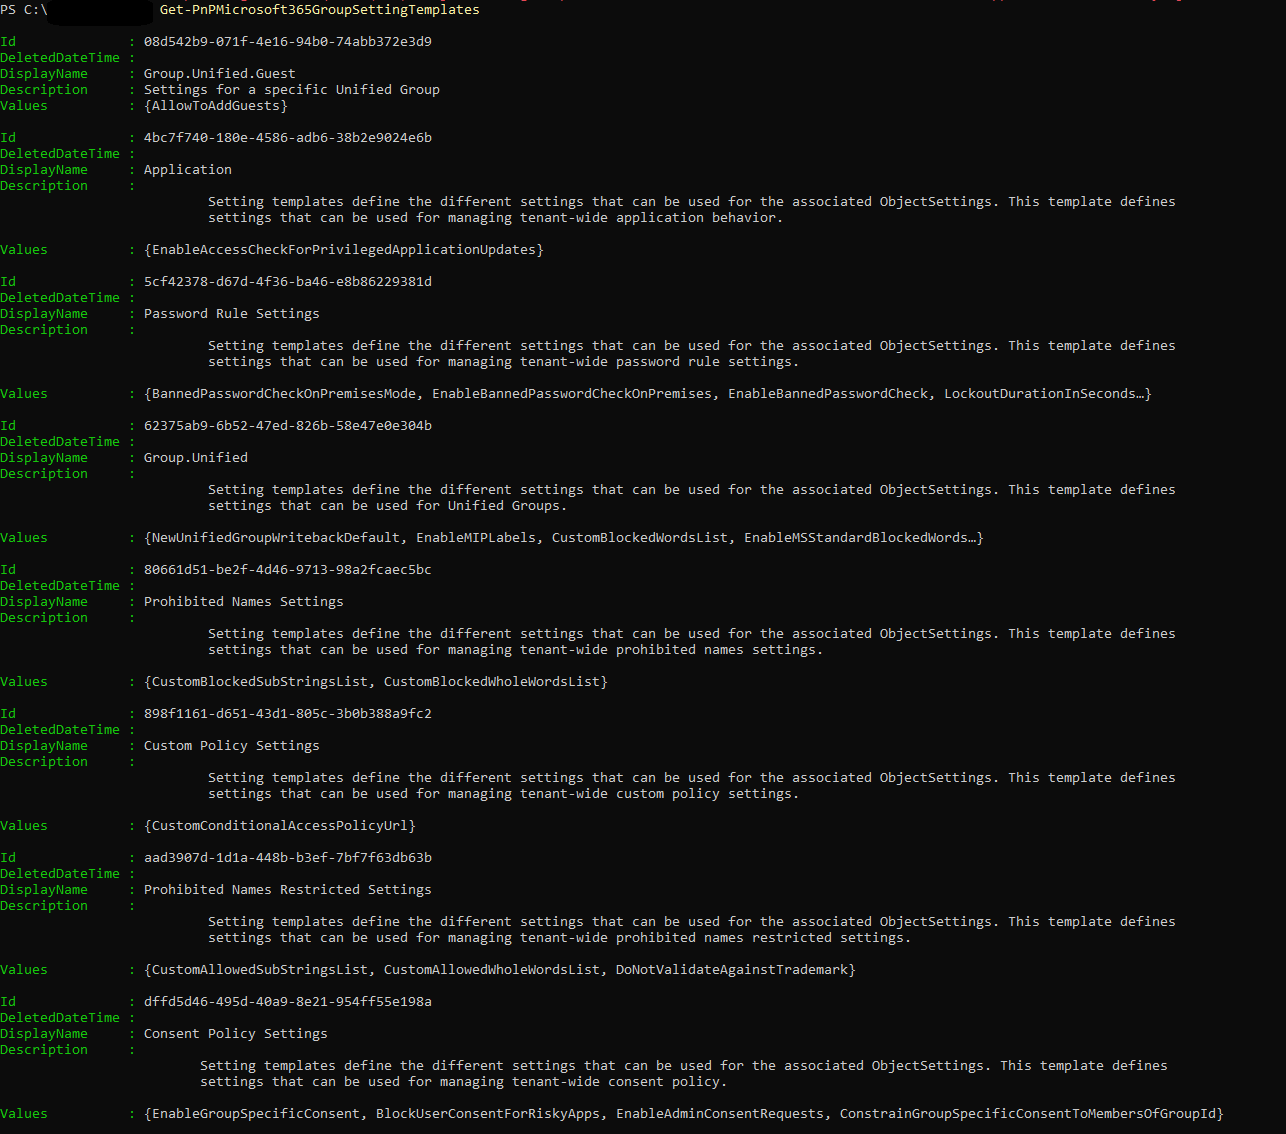 PS C:\ Get-PnPMicrosoft365GroupSettingTemplates
Id : 08d542b9-071f-4e16-94b0-74abb372e3d9
DeletedDateTime :
DisplayName : Group.Unified.Guest
Description : Settings for a specific Unified Group
Values : {AllowToAddGuests}
Id : 4bc7f740-180e-4586-adb6-38b2e9024e6b
DeletedDateTime :
DisplayName : Application
Description :
Setting templates define the different settings that can be used for the associated ObjectSettings. This template defines
settings that can be used for managing tenant-wide application behavior.
Values : {EnableAccessCheckForPrivilegedApplicationUpdates}
Id : 5cf42378-d67d-4f36-ba46-e8b86229381d
DeletedDateTime :
DisplayName : Password Rule Settings
Description :
Setting templates define the different settings that can be used for the associated ObjectSettings. This template defines
settings that can be used for managing tenant-wide password rule settings.
Values : {BannedPasswordCheckOnPremisesMode, EnableBannedPasswordCheckOnPremises, EnableBannedPasswordCheck, LockoutDurationInSeconds…}
Id : 62375ab9-6b52-47ed-826b-58e47e0e304b
DeletedDateTime :
DisplayName : Group.Unified
Description :
Setting templates define the different settings that can be used for the associated ObjectSettings. This template defines
settings that can be used for Unified Groups.
Values : {NewUnifiedGroupWritebackDefault, EnableMIPLabels, CustomBlockedWordsList, EnableMSStandardBlockedWords…}
Id : 80661d51-be2f-4d46-9713-98a2fcaec5bc
DeletedDateTime :
DisplayName : Prohibited Names Settings
Description :
Setting templates define the different settings that can be used for the associated ObjectSettings. This template defines
settings that can be used for managing tenant-wide prohibited names settings.
Values : {CustomBlockedSubStringsList, CustomBlockedWholeWordsList}
Id : 898f1161-d651-43d1-805c-3b0b388a9fc2
DeletedDateTime :
DisplayName : Custom Policy Settings
Description :
Setting templates define the different settings that can be used for the associated ObjectSettings. This template defines
settings that can be used for managing tenant-wide custom policy settings.
Values : {CustomConditionalAccessPolicyUrl}
Id : aad3907d-1d1a-448b-b3ef-7bf7f63db63b
DeletedDateTime :
DisplayName : Prohibited Names Restricted Settings
Description :
Setting templates define the different settings that can be used for the associated ObjectSettings. This template defines
settings that can be used for managing tenant-wide prohibited names restricted settings.
Values : {CustomAllowedSubStringsList, CustomAllowedWholeWordsList, DoNotValidateAgainstTrademark}
Id : dffd5d46-495d-40a9-8e21-954ff55e198a
DeletedDateTime :
DisplayName : Consent Policy Settings
Description :
Setting templates define the different settings that can be used for the associated ObjectSettings. This template defines
settings that can be used for managing tenant-wide consent policy.
Values : {EnableGroupSpecificConsent, BlockUserConsentForRiskyApps, EnableAdminConsentRequests, ConstrainGroupSpecificConsentToMembersOfGroupId}